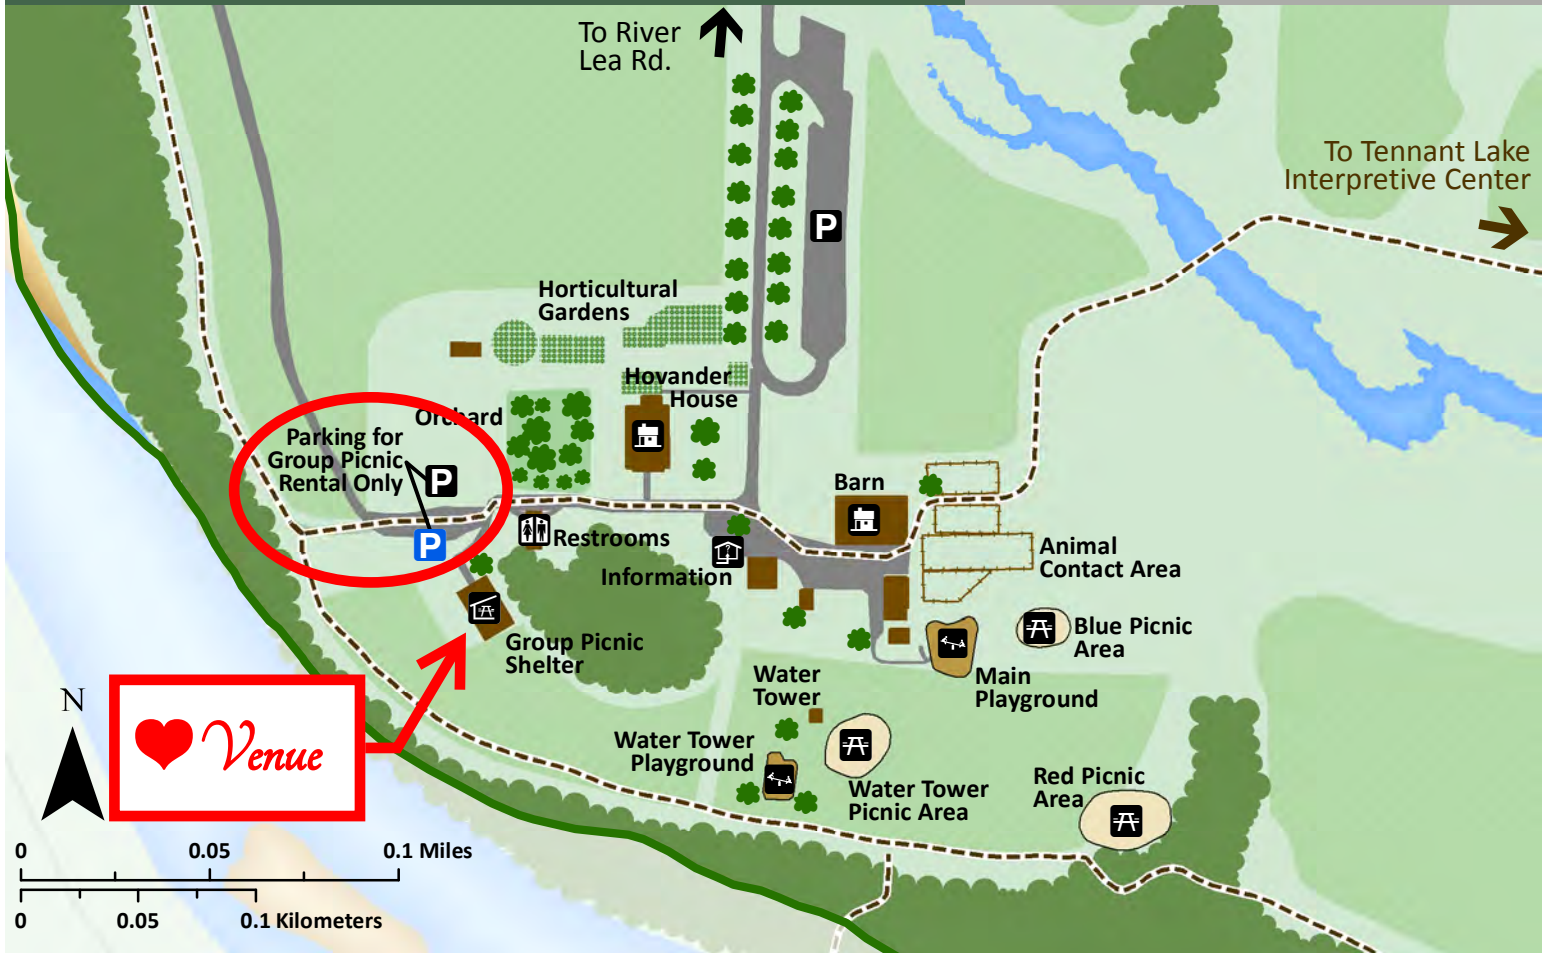 To River
Lea Rd.
To Tennant Lake
Interpretive Center
P
Horticultural
Gardens
Hovander
House
Orchard
Parking for
Group Picnic
Rental Only
P
P
Restrooms
Information
Barn
Animal
Contact Area
Blue Picnic
Area
Group Picnic
Shelter
Main
Playground
Water
Tower
Water Tower
Playground
Water Tower
Picnic Area
Red Picnic
Area
N
Venue
0 0.05 0.1 Miles
0 0.05 0.1 Kilometers